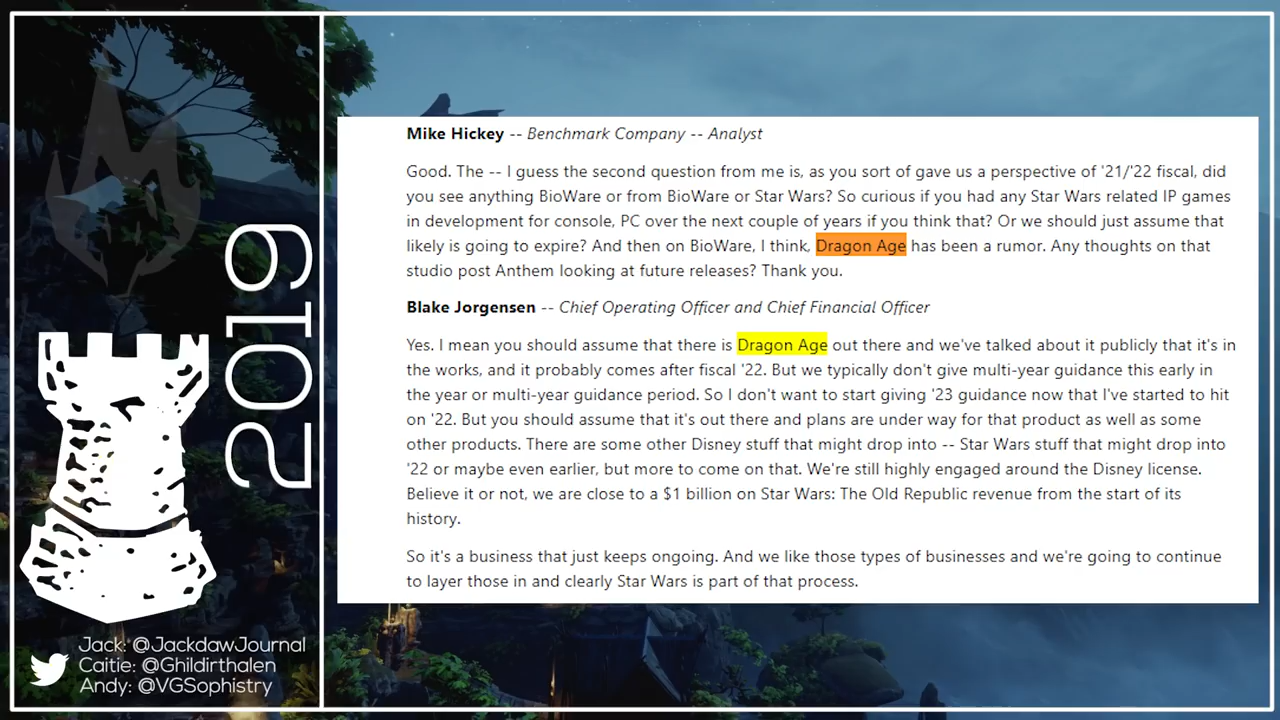 2019
Jack: @JackdawJournal
Caitie: @Ghildirthalen
Andy: @VGSophistry
Mike Hickey -- Benchmark Company -- Analyst
Good. The -- I guess the second question from me is, as you sort of gave us a perspective of '21/'22 fiscal, did
you see anything BioWare or from BioWare or Star Wars? So curious if you had any Star Wars related IP games
in development for console, PC over the next couple of years if you think that? Or we should just assume that
likely is going to expire? And then on BioWare, I think, Dragon Age has been a rumor. Any thoughts on that
studio post Anthem looking at future releases? Thank you.
Blake Jorgensen -- Chief Operating Officer and Chief Financial Officer
Yes. I mean you should assume that there is Dragon Age out there and we've talked about it publicly that it's in
the works, and it probably comes after fiscal '22. But we typically don't give multi-year guidance this early in
the year or multi-year guidance period. So I don't want to start giving '23 guidance now that I've started to hit
on '22. But you should assume that it's out there and plans are under way for that product as well as some
other products. There are some other Disney stuff that might drop into -- Star Wars stuff that might drop into
'22 or maybe even earlier, but more to come on that. We're still highly engaged around the Disney license.
Believe it or not, we are close to a $1 billion on Star Wars: The Old Republic revenue from the start of its
history.
So it's a business that just keeps ongoing. And we like those types of businesses and we're going to continue
to layer those in and clearly Star Wars is part of that process.